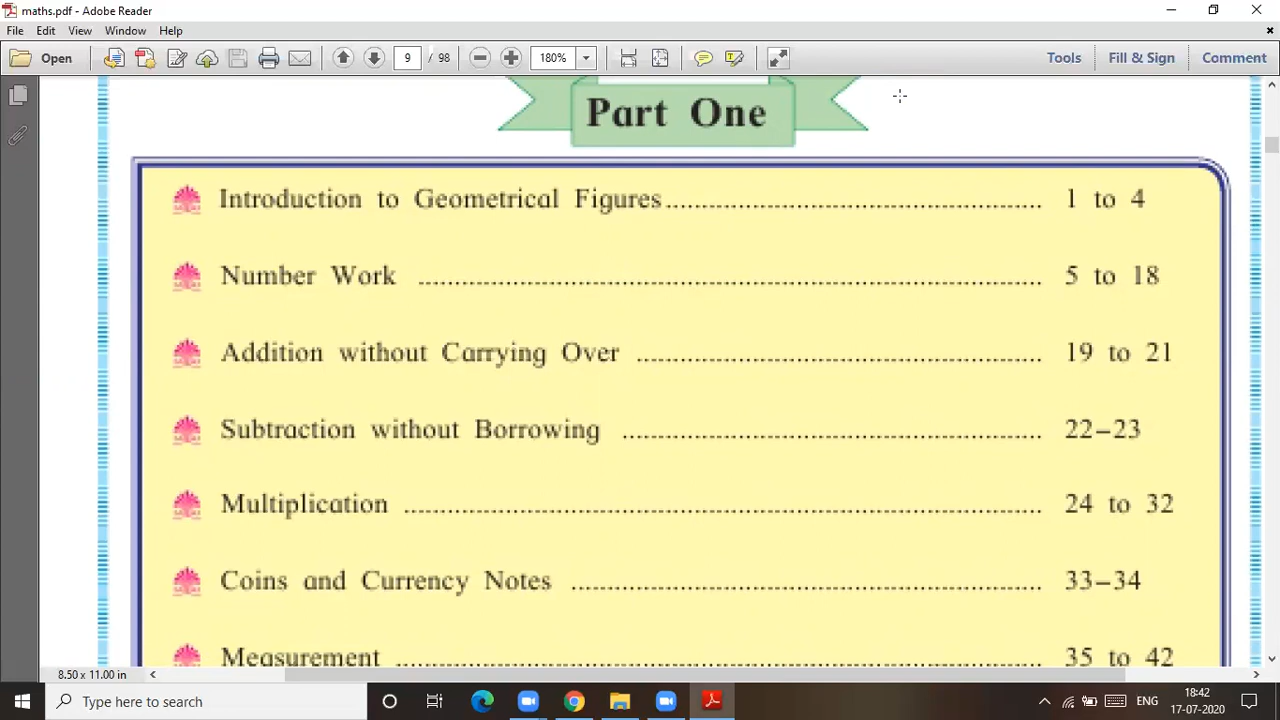 maths.pdf - Adobe Reader
File Edit View Window Help
Open 9 / 98 180% Tools Fill & Sign Comment
Part One
Introduction to Geometrical Figures........................................................ 1 to 4
Number Work ........................................................ 5 to 18
Addition without Carrying Over ........................................................ 19 to 21
Subtraction without Borrowing ........................................................ 22–23
Multiplication ........................................................ 24 to 32
Coins and Currency Notes ........................................................ 33–34
Measurement ........................................................ 35 to 42
8.50 x 11.00 in
Type here to search
ENG
18:42
17-07-2020